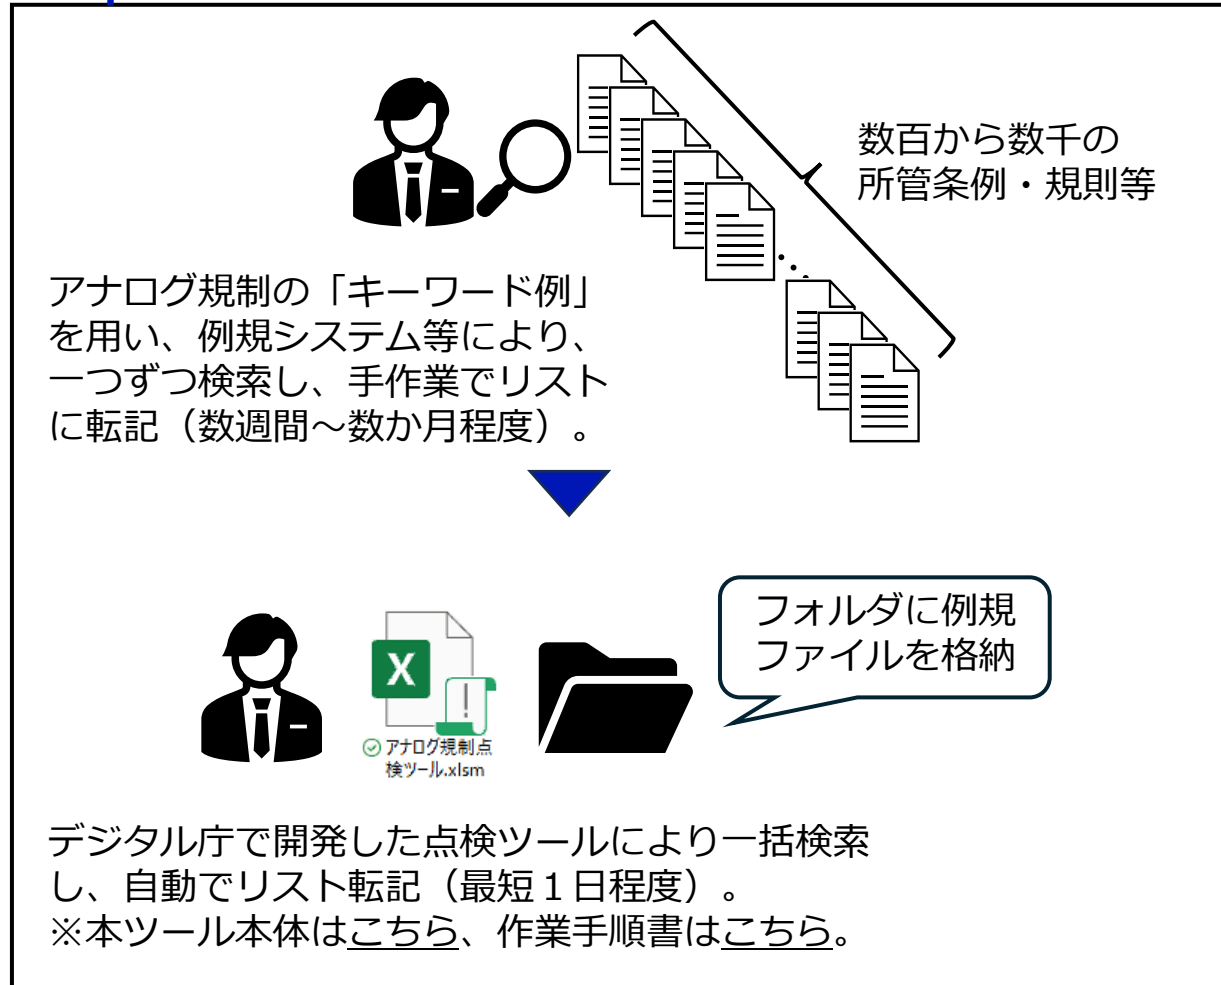 数百から数千の
所管条例・規則等
アナログ規制の「キーワード例」
を用い、例規システム等により、
一つずつ検索し、手作業でリスト
に転記（数週間～数か月程度）。
フォルダに例規
ファイルを格納
X
アナログ規制点
検ツール.xlsm
デジタル庁で開発した点検ツールにより一括検索
し、自動でリスト転記（最短１日程度）。
※本ツール本体はこちら、作業手順書はこちら。